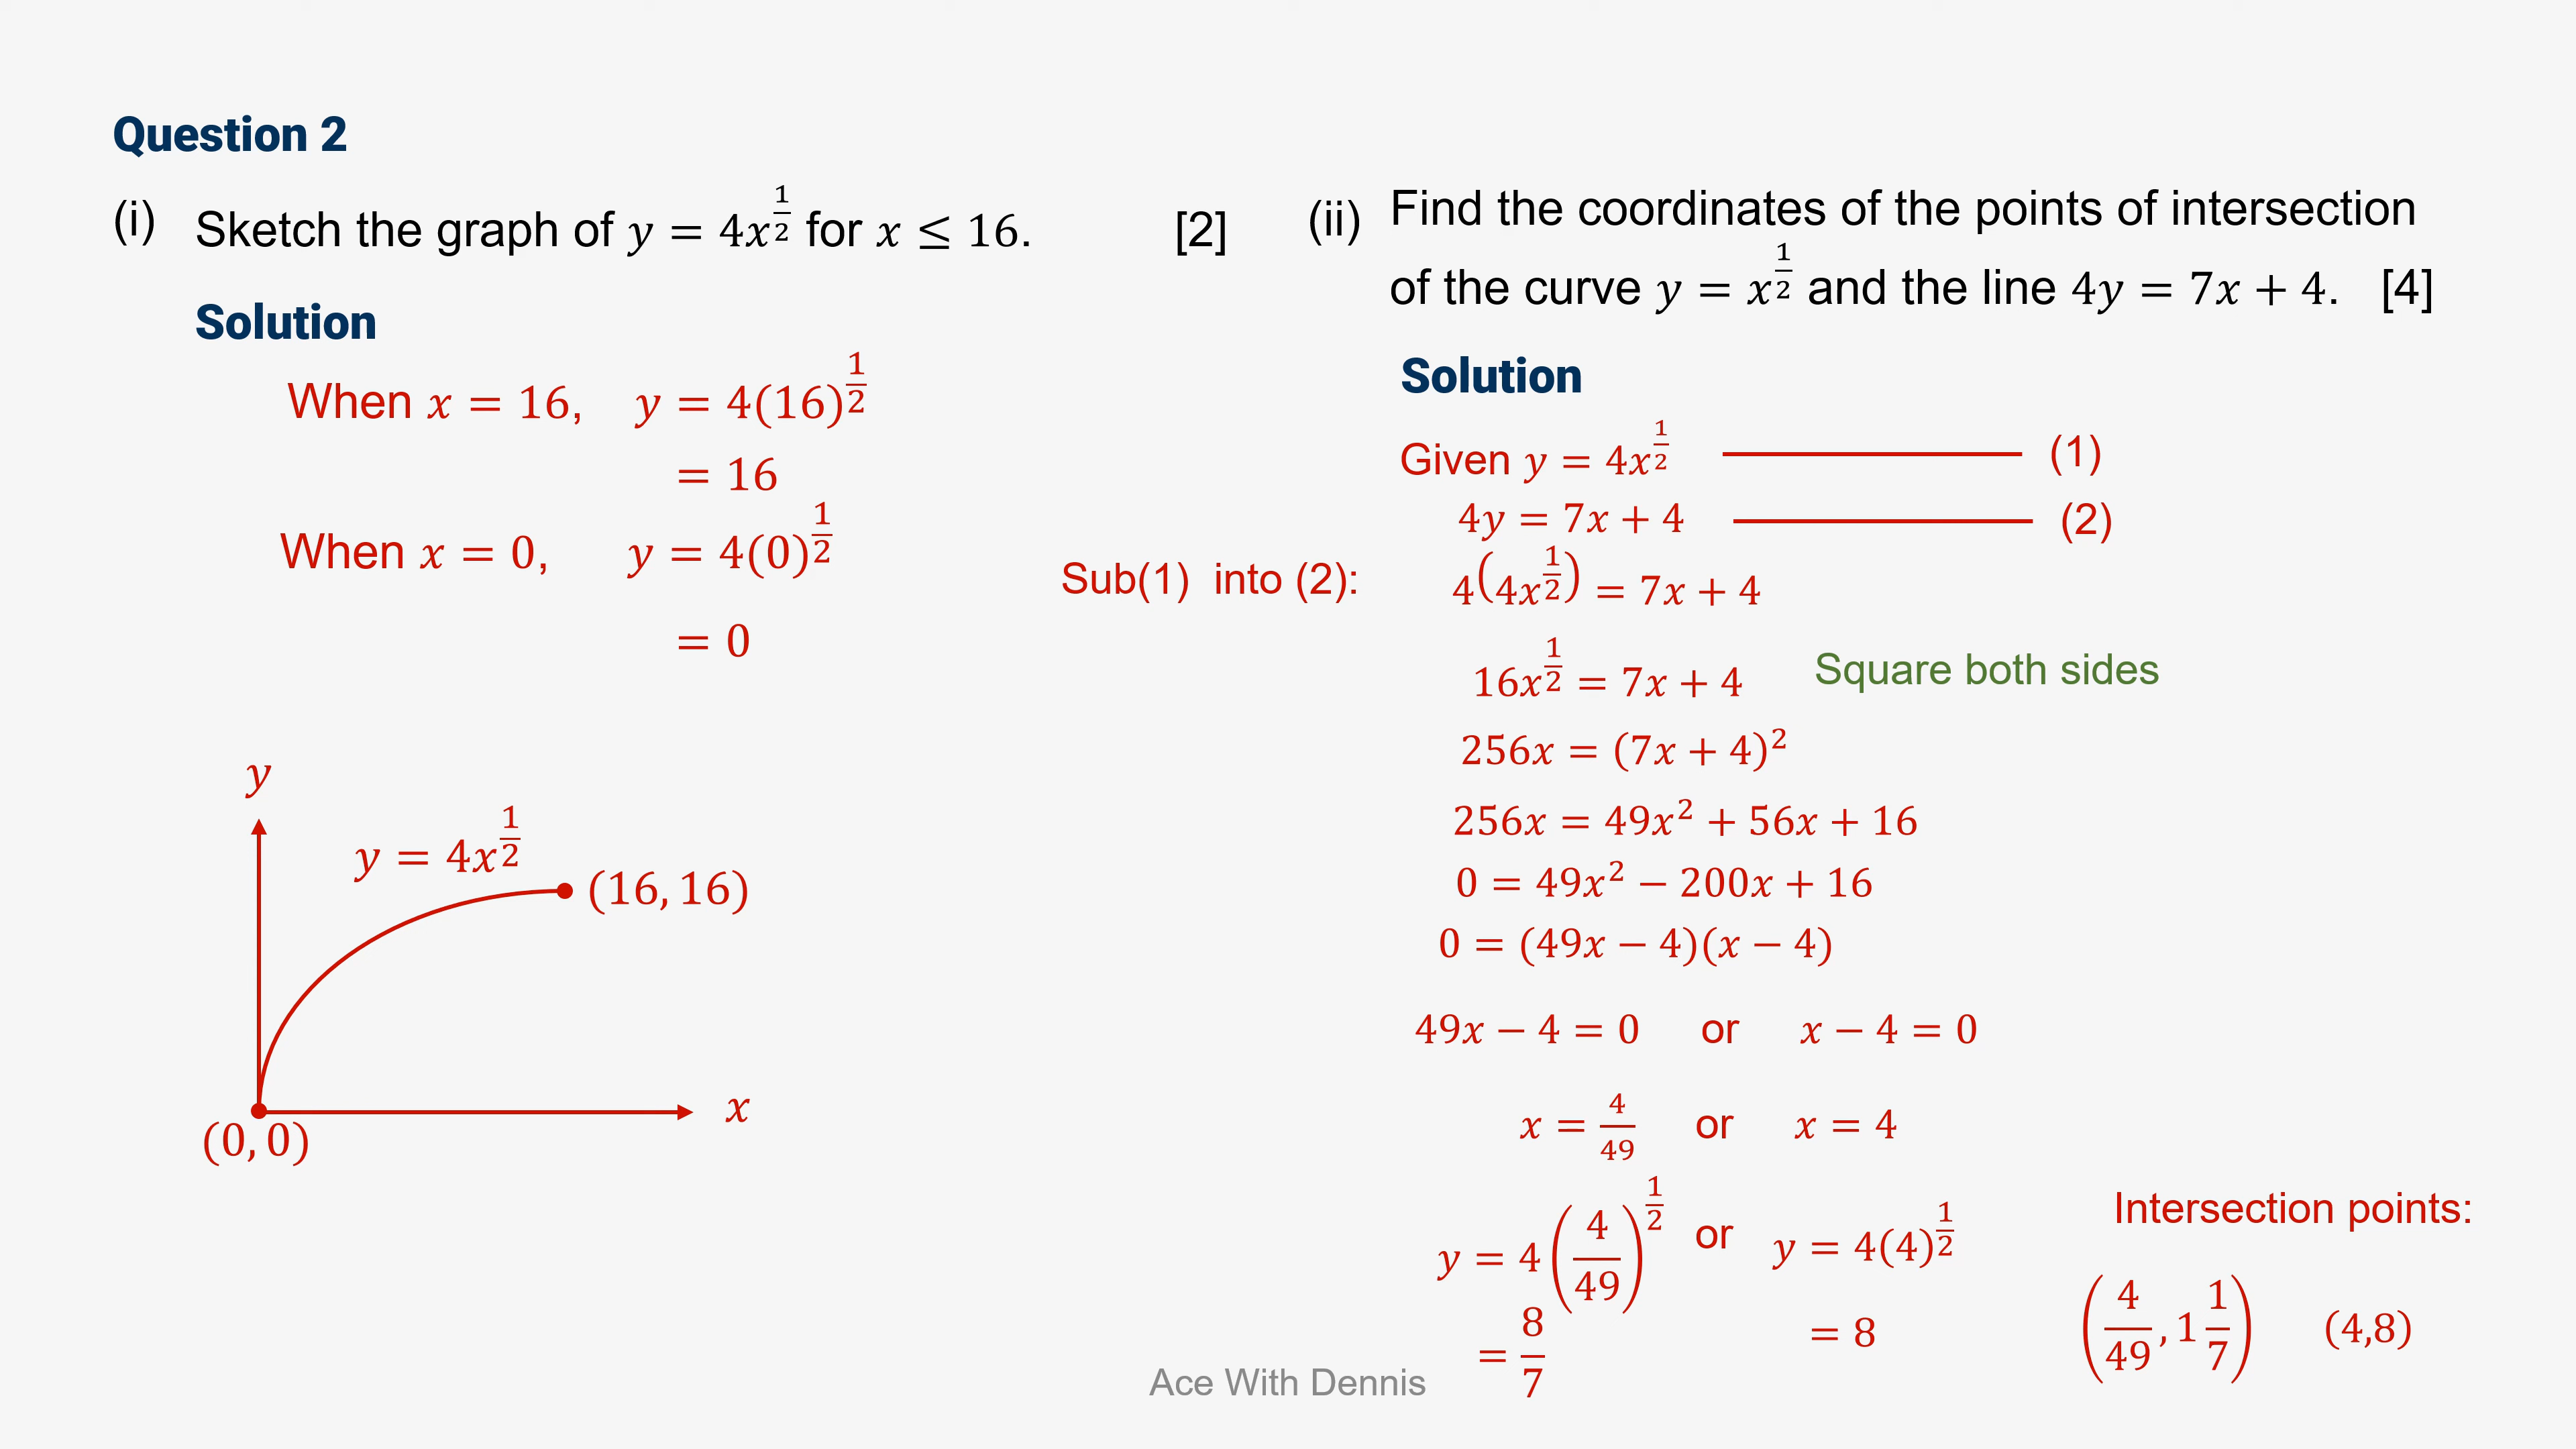 Question 2
(i) Sketch the graph of y = 4x^(1/2) for x ≤ 16. [2]
Solution
When x = 16, y = 4(16)^(1/2)
= 16
When x = 0, y = 4(0)^(1/2)
= 0
y
y = 4x^(1/2)
(16, 16)
x
(0, 0)
(ii) Find the coordinates of the points of intersection
of the curve y = x^(1/2) and the line 4y = 7x + 4. [4]
Solution
Given y = 4x^(1/2) (1)
4y = 7x + 4 (2)
Sub(1) into (2): 4(4x^(1/2)) = 7x + 4
16x^(1/2) = 7x + 4 Square both sides
256x = (7x + 4)²
256x = 49x² + 56x + 16
0 = 49x² − 200x + 16
0 = (49x − 4)(x − 4)
49x − 4 = 0 or x − 4 = 0
x = 4/49 or x = 4
y = 4(4/49)^(1/2) or y = 4(4)^(1/2)
= 8/7 = 8
Intersection points:
(4/49, 1 1/7) (4,8)
Ace With Dennis